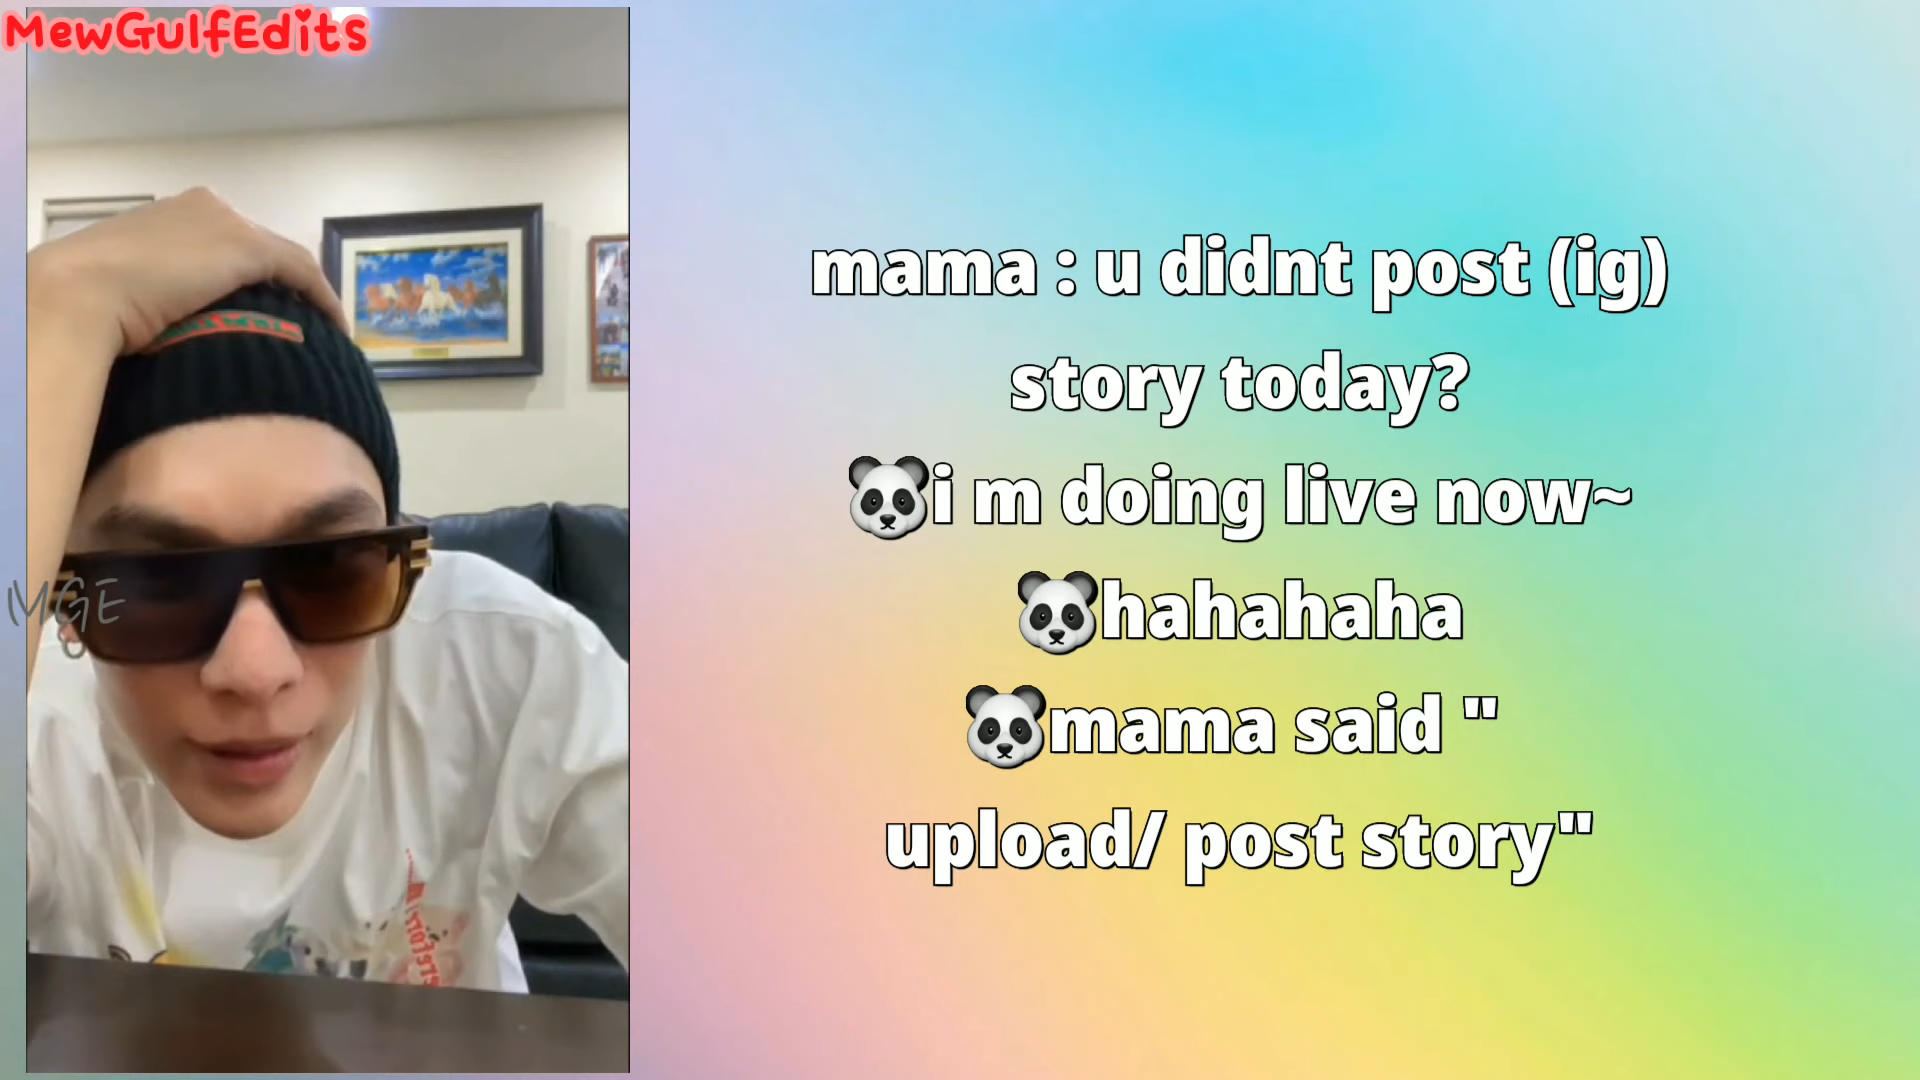 MewGulfEdits
MGE
mama : u didnt post (ig)
story today?
🐼i m doing live now~
🐼hahahaha
🐼mama said "
upload/ post story"